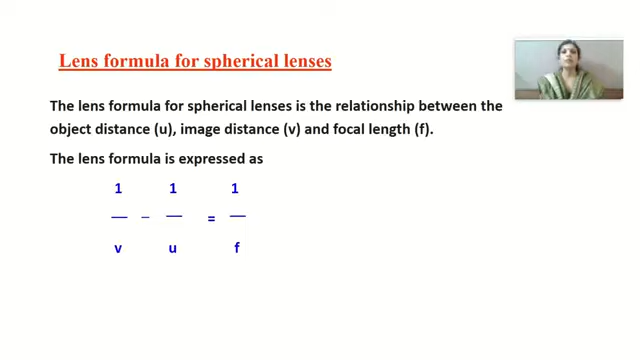 Lens formula for spherical lenses
The lens formula for spherical lenses is the relationship between the
object distance (u), image distance (v) and focal length (f).
The lens formula is expressed as
1 1 1
— – — = —
v u f